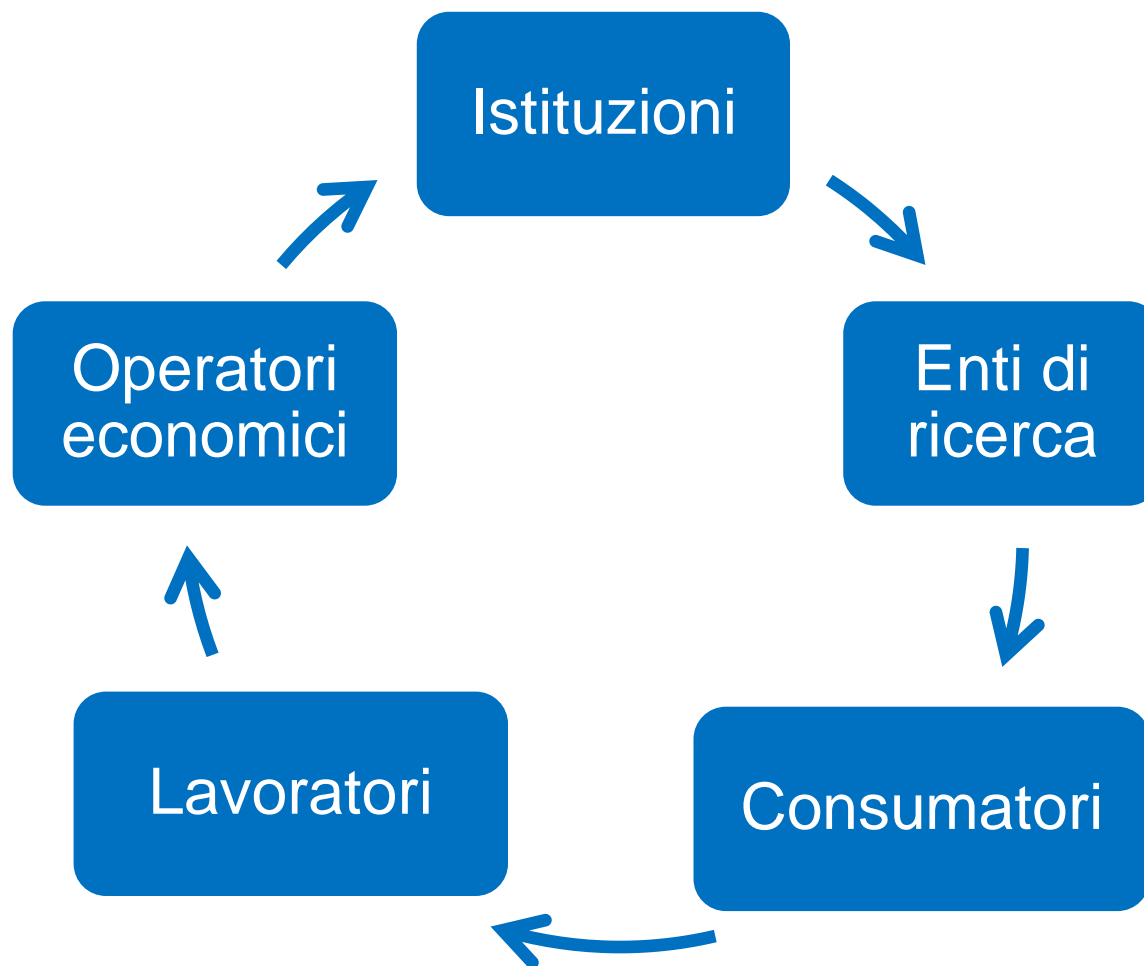 Istituzioni
Enti di
ricerca
Consumatori
Lavoratori
Operatori
economici